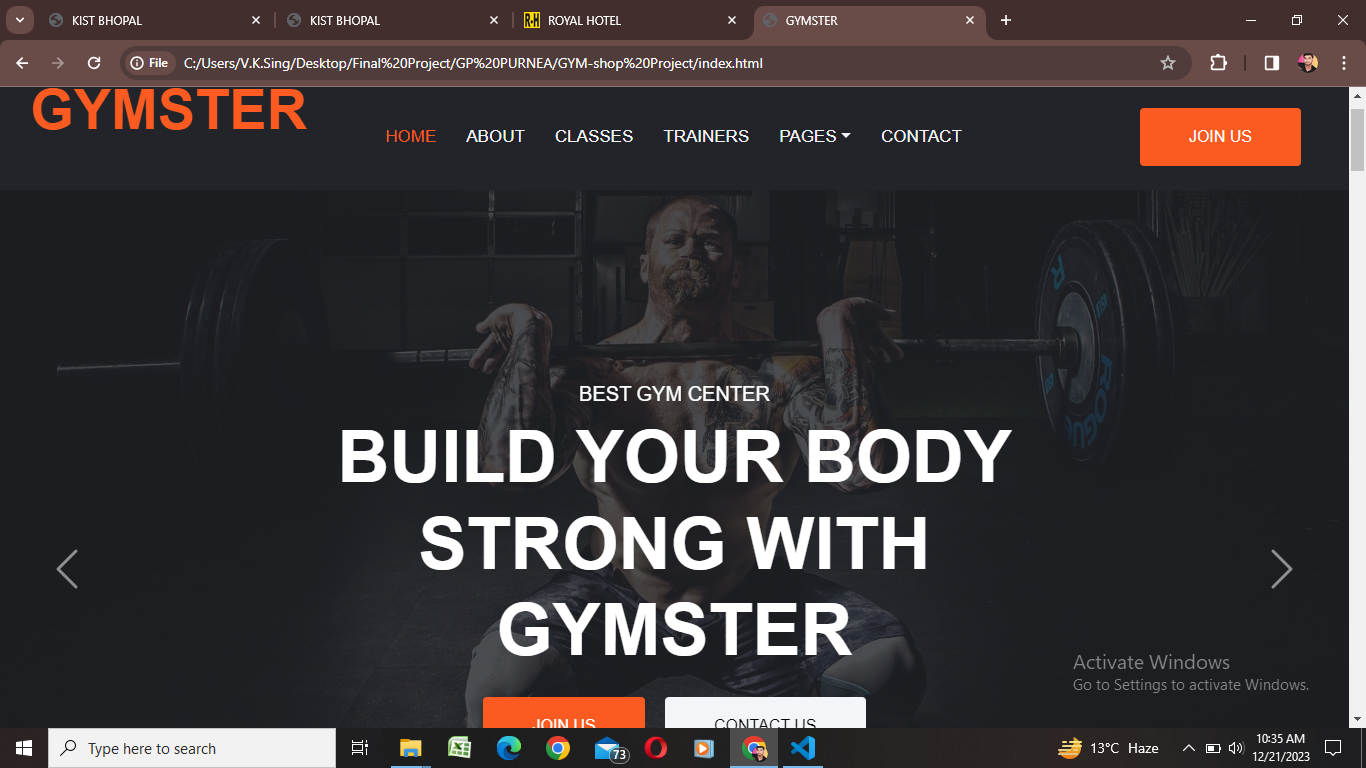 KIST BHOPAL
KIST BHOPAL
R-H
ROYAL HOTEL
GYMSTER
File
C:/Users/V.K.Sing/Desktop/Final%20Project/GP%20PURNEA/GYM-shop%20Project/index.html
GYMSTER
HOME
ABOUT
CLASSES
TRAINERS
PAGES
CONTACT
JOIN US
R
ROGUE
BEST GYM CENTER
BUILD YOUR BODY
STRONG WITH
GYMSTER
JOIN US
CONTACT US
Activate Windows
Go to Settings to activate Windows.
Type here to search
73
13°C Haze
10:35 AM
12/21/2023